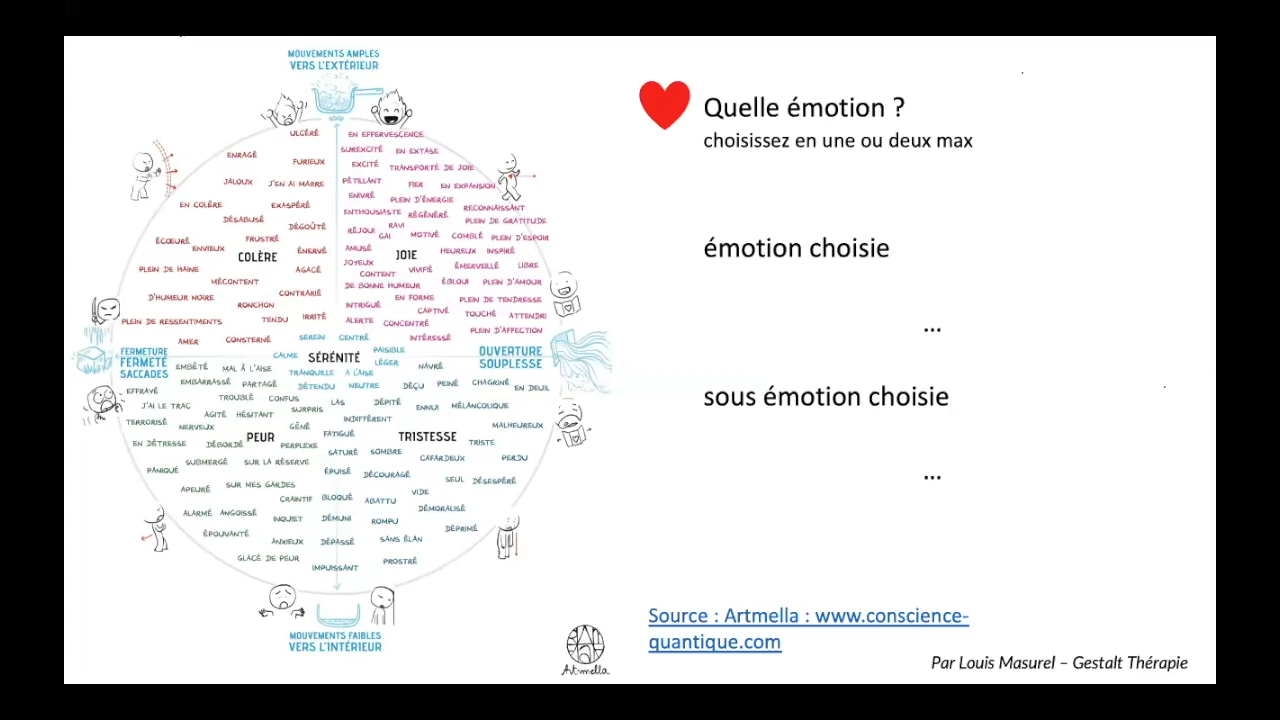 MOUVEMENTS AMPLES
VERS L'EXTÉRIEUR
ULCÉRÉ
EN EFFERVESCENCE
ENRAGÉ
SUREXCITÉ
EN EXTASE
FURIEUX
EXCITÉ
TRANSPORTÉ DE JOIE
JALOUX
J'EN AI MARRE
PÉTILLANT
FIER
EN EXPANSION
ENIVRÉ
PLEIN D'ÉNERGIE
EN COLÈRE
EXASPÉRÉ
ENTHOUSIASTE
RÉGÉNÉRÉ
RECONNAISSANT
DÉSABUSÉ
PLEIN DE GRATITUDE
DÉGOÛTÉ
RÉJOUI
RAVI
GAI
MOTIVÉ
COMBLÉ
PLEIN D'ESPOIR
ÉCŒURÉ
FRUSTRÉ
ENVIEUX
ÉNERVÉ
AMUSÉ
HEUREUX
INSPIRÉ
COLÈRE
JOIE
JOYEUX
PLEIN DE HAINE
AGACÉ
CONTENT
VIVIFIÉ
ÉMERVEILLÉ
LIBRE
MÉCONTENT
DE BONNE HUMEUR
ÉBLOUI
PLEIN D'AMOUR
D'HUMEUR NOIRE
CONTRARIÉ
EN FORME
PLEIN DE TENDRESSE
RONCHON
INTRIGUÉ
CAPTIVÉ
TOUCHÉ
ATTENDRI
PLEIN DE RESSENTIMENTS
TENDU
IRRITÉ
ALERTE
CONCENTRÉ
PLEIN D'AFFECTION
AMER
CONSTERNÉ
SEREIN
CENTRÉ
INTÉRESSÉ
FERMETURE
FERMETÉ
SACCADES
CALME
SÉRÉNITÉ
PAISIBLE
LÉGER
OUVERTURE
SOUPLESSE
EMBÊTÉ
MAL À L'AISE
TRANQUILLE
A L'AISE
NAVRÉ
EMBARRASSÉ
PARTAGÉ
DÉTENDU
NEUTRE
DÉÇU
PEINÉ
CHAGRINÉ
EN DEUIL
EFFRAYÉ
TROUBLÉ
CONFUS
J'AI LE TRAC
SURPRIS
LAS
DÉPITÉ
ENNUI
MÉLANCOLIQUE
TERRORISÉ
AGITÉ
HÉSITANT
NERVEUX
GÊNÉ
INDIFFÉRENT
MALHEUREUX
EN DÉTRESSE
DÉBORDÉ
PEUR
PERPLEXE
FATIGUÉ
TRISTESSE
TRISTE
SATURÉ
SOMBRE
CAFARDEUX
PERDU
PANIQUÉ
SUBMERGÉ
SUR LA RÉSERVE
ÉPUISÉ
DÉCOURAGÉ
SEUL
DÉSESPÉRÉ
APEURÉ
SUR MES GARDES
CRAINTIF
BLOQUÉ
ABATTU
VIDE
ALARMÉ
ANGOISSÉ
INQUIET
DÉMUNI
ROMPU
DÉMORALISÉ
ÉPOUVANTÉ
ANXIEUX
DÉPASSÉ
SANS ÉLAN
DÉPRIMÉ
GLACÉ DE PEUR
IMPUISSANT
PROSTRÉ
MOUVEMENTS FAIBLES
VERS L'INTÉRIEUR
Art-mella
Quelle émotion ?
choisissez en une ou deux max
émotion choisie
...
sous émotion choisie
...
Source : Artmella : www.conscience-
quantique.com
Par Louis Masurel – Gestalt Thérapie